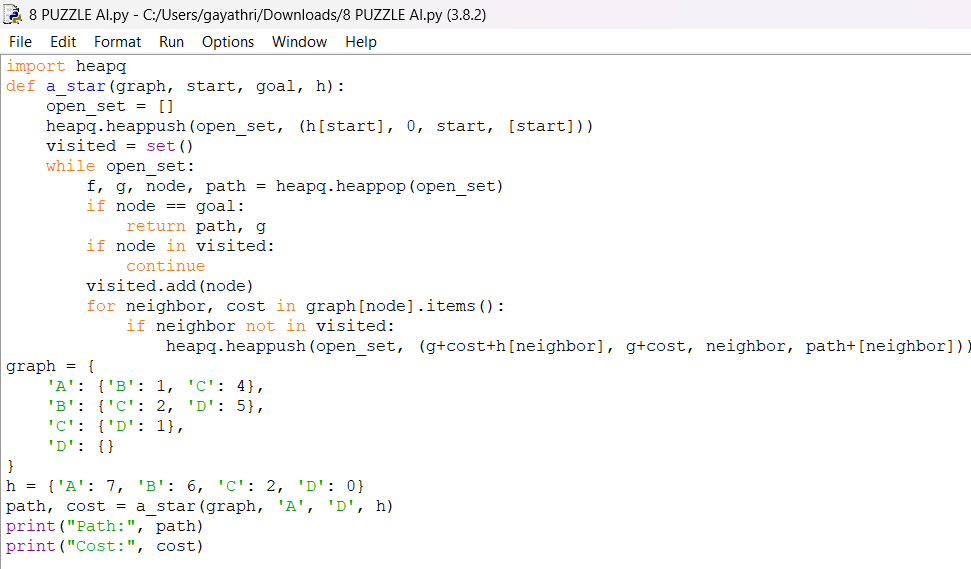 8 PUZZLE AI.py - C:/Users/gayathri/Downloads/8 PUZZLE AI.py (3.8.2)
File Edit Format Run Options Window Help
import heapq
def a_star(graph, start, goal, h):
    open_set = []
    heapq.heappush(open_set, (h[start], 0, start, [start]))
    visited = set()
    while open_set:
        f, g, node, path = heapq.heappop(open_set)
        if node == goal:
            return path, g
        if node in visited:
            continue
        visited.add(node)
        for neighbor, cost in graph[node].items():
            if neighbor not in visited:
                heapq.heappush(open_set, (g+cost+h[neighbor], g+cost, neighbor, path+[neighbor]))
graph = {
    'A': {'B': 1, 'C': 4},
    'B': {'C': 2, 'D': 5},
    'C': {'D': 1},
    'D': {}
}
h = {'A': 7, 'B': 6, 'C': 2, 'D': 0}
path, cost = a_star(graph, 'A', 'D', h)
print("Path:", path)
print("Cost:", cost)